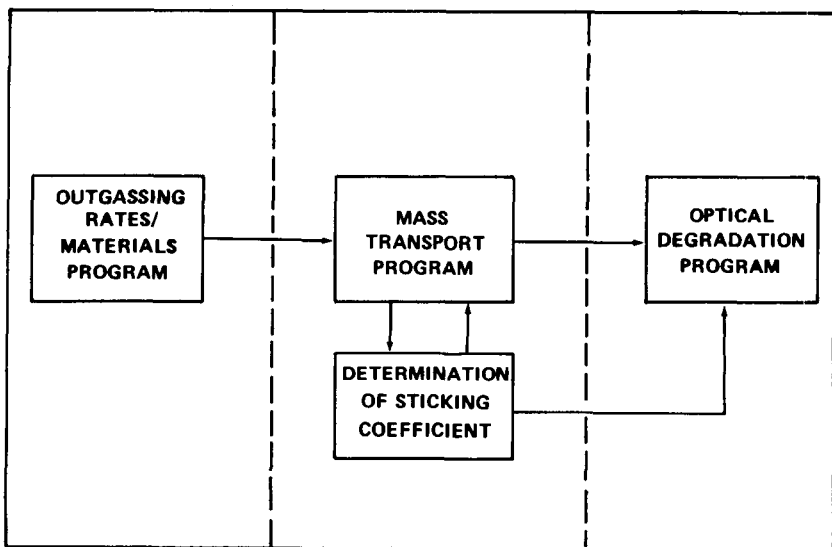 OUTGASSING
RATES/
MATERIALS
PROGRAM
MASS
TRANSPORT
PROGRAM
DETERMINATION
OF STICKING
COEFFICIENT
OPTICAL
DEGRADATION
PROGRAM